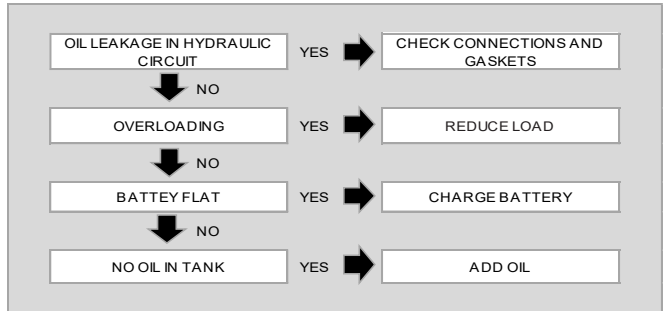 OIL LEAKAGE IN HYDRAULIC
CIRCUIT
YES
CHECK CONNECTIONS AND
GASKETS
NO
OVERLOADING
YES
REDUCE LOAD
NO
BATTEY FLAT
YES
CHARGE BATTERY
NO
NO OIL IN TANK
YES
ADD OIL